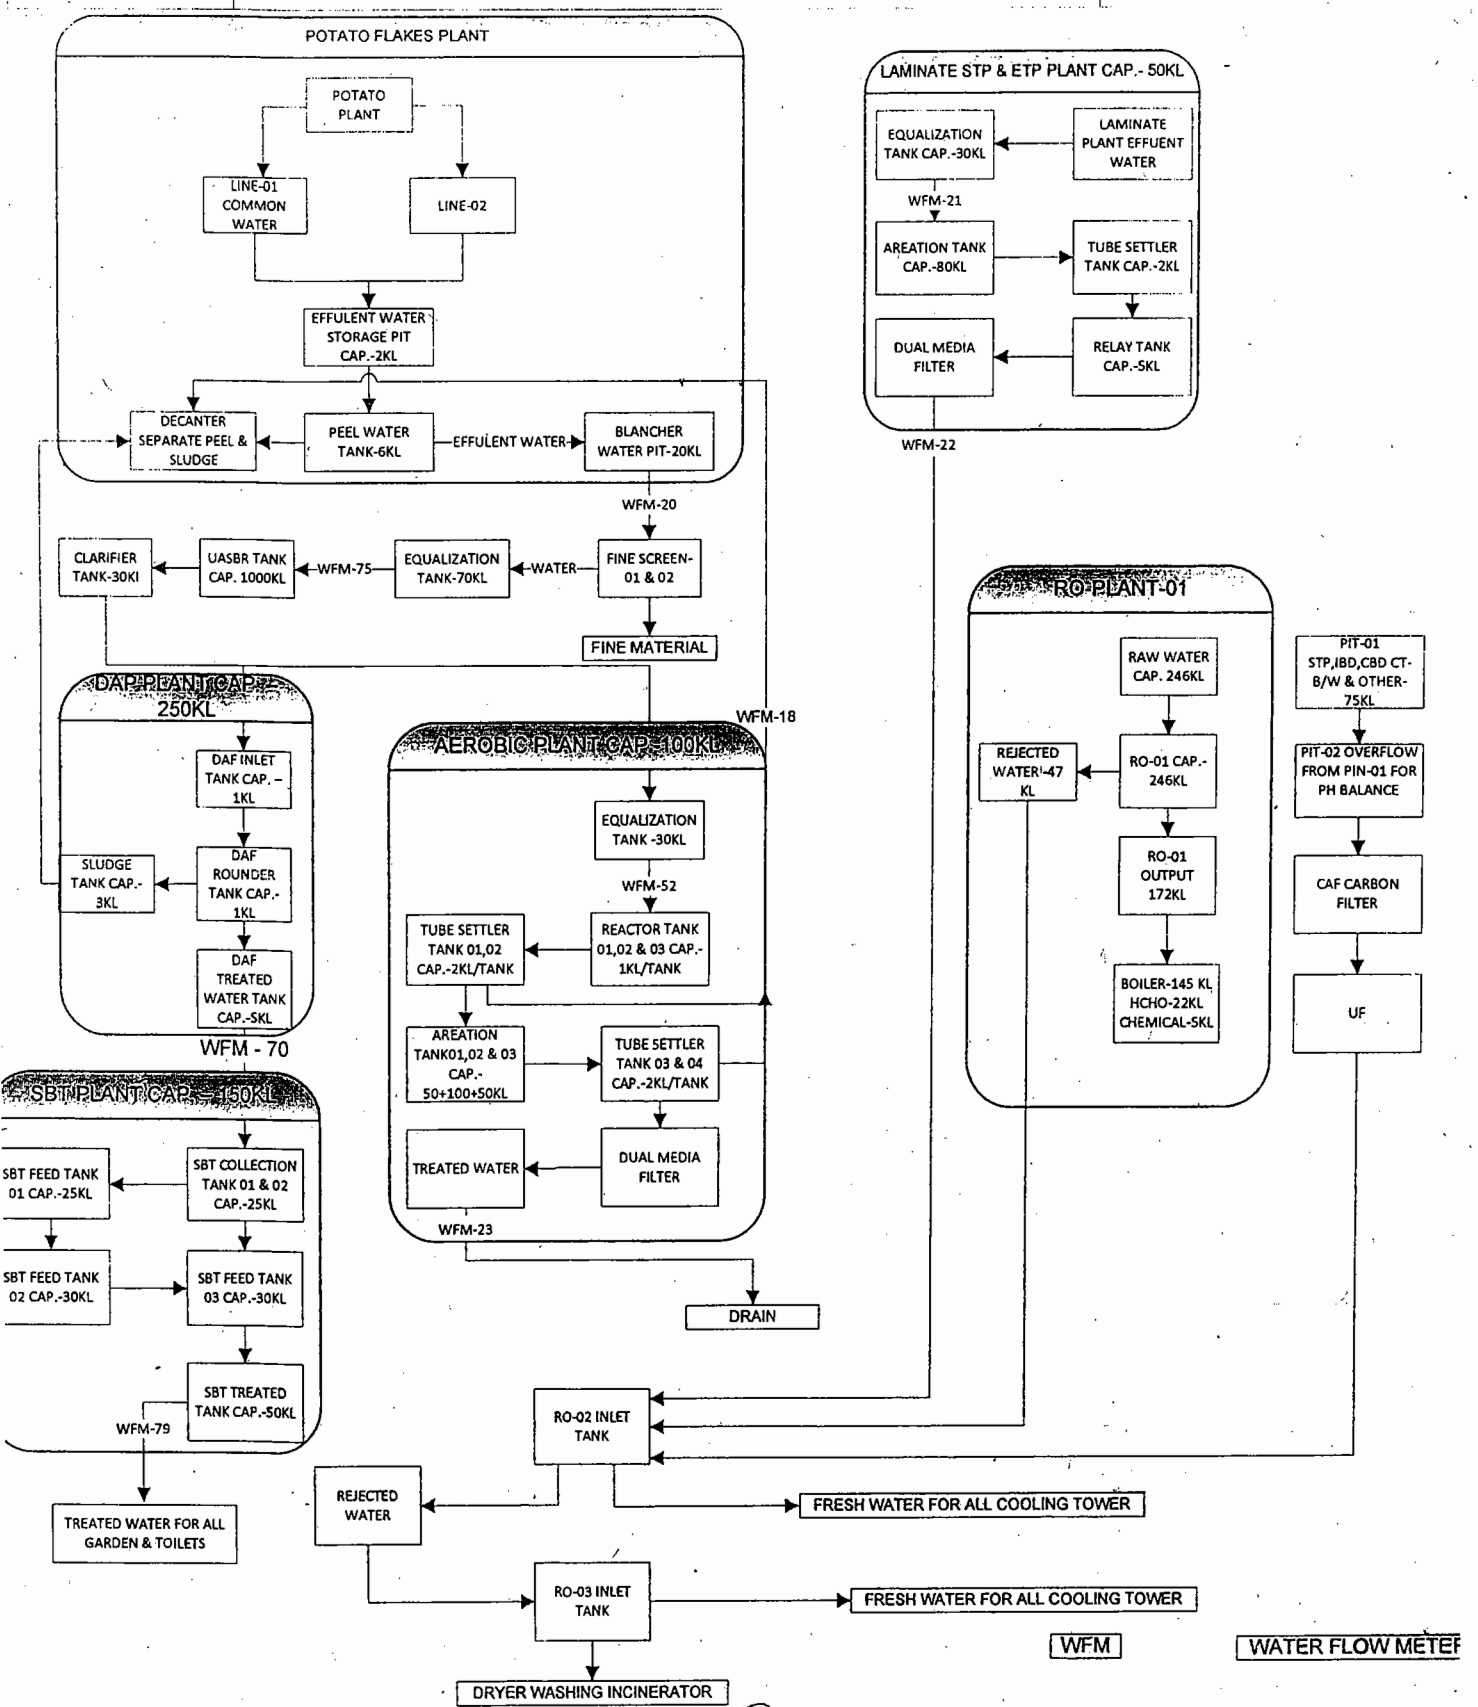 POTATO FLAKES PLANT
POTATO
PLANT
LINE-01
COMMON
WATER
LINE-02
EFFULENT WATER
STORAGE PIT
CAP.-2KL
DECANTER
SEPARATE PEEL &
SLUDGE
PEEL WATER
TANK-6KL
EFFULENT WATER
BLANCHER
WATER PIT-20KL
WFM-20
CLARIFIER
TANK-30Kl
UASBR TANK
CAP. 1000KL
WFM-75
EQUALIZATION
TANK-70KL
WATER
FINE SCREEN-
01 & 02
FINE MATERIAL
LAMINATE STP & ETP PLANT CAP.- 50KL
EQUALIZATION
TANK CAP.-30KL
LAMINATE
PLANT EFFUENT
WATER
WFM-21
AREATION TANK
CAP.-80KL
TUBE SETTLER
TANK CAP.-2KL
DUAL MEDIA
FILTER
RELAY TANK
CAP.-5KL
WFM-22
DAP PLANT CAP –
250KL
DAF INLET
TANK CAP. –
1KL
SLUDGE
TANK CAP.-
3KL
DAF
ROUNDER
TANK CAP.-
1KL
DAF
TREATED
WATER TANK
CAP.-5KL
WFM - 70
WFM-18
AEROBIC PLANT CAP-100KL
EQUALIZATION
TANK -30KL
WFM-52
TUBE SETTLER
TANK 01,02
CAP.-2KL/TANK
REACTOR TANK
01,02 & 03 CAP.-
1KL/TANK
AREATION
TANK01,02 & 03
CAP.-
50+100+50KL
TUBE SETTLER
TANK 03 & 04
CAP.-2KL/TANK
TREATED WATER
DUAL MEDIA
FILTER
WFM-23
DRAIN
RO-PLANT-01
RAW WATER
CAP. 246KL
REJECTED
WATER -47
KL
RO-01 CAP.-
246KL
RO-01
OUTPUT
172KL
BOILER-145 KL
HCHO-22KL
CHEMICAL-5KL
PIT-01
STP,IBD,CBD CT-
B/W & OTHER-
75KL
PIT-02 OVERFLOW
FROM PIN-01 FOR
PH BALANCE
CAF CARBON
FILTER
UF
SBT PLANT CAP – 150KL
SBT FEED TANK
01 CAP.-25KL
SBT COLLECTION
TANK 01 & 02
CAP.-25KL
SBT FEED TANK
02 CAP.-30KL
SBT FEED TANK
03 CAP.-30KL
SBT TREATED
TANK CAP.-50KL
WFM-79
TREATED WATER FOR ALL
GARDEN & TOILETS
RO-02 INLET
TANK
REJECTED
WATER
FRESH WATER FOR ALL COOLING TOWER
RO-03 INLET
TANK
FRESH WATER FOR ALL COOLING TOWER
DRYER WASHING INCINERATOR
WFM
WATER FLOW METER